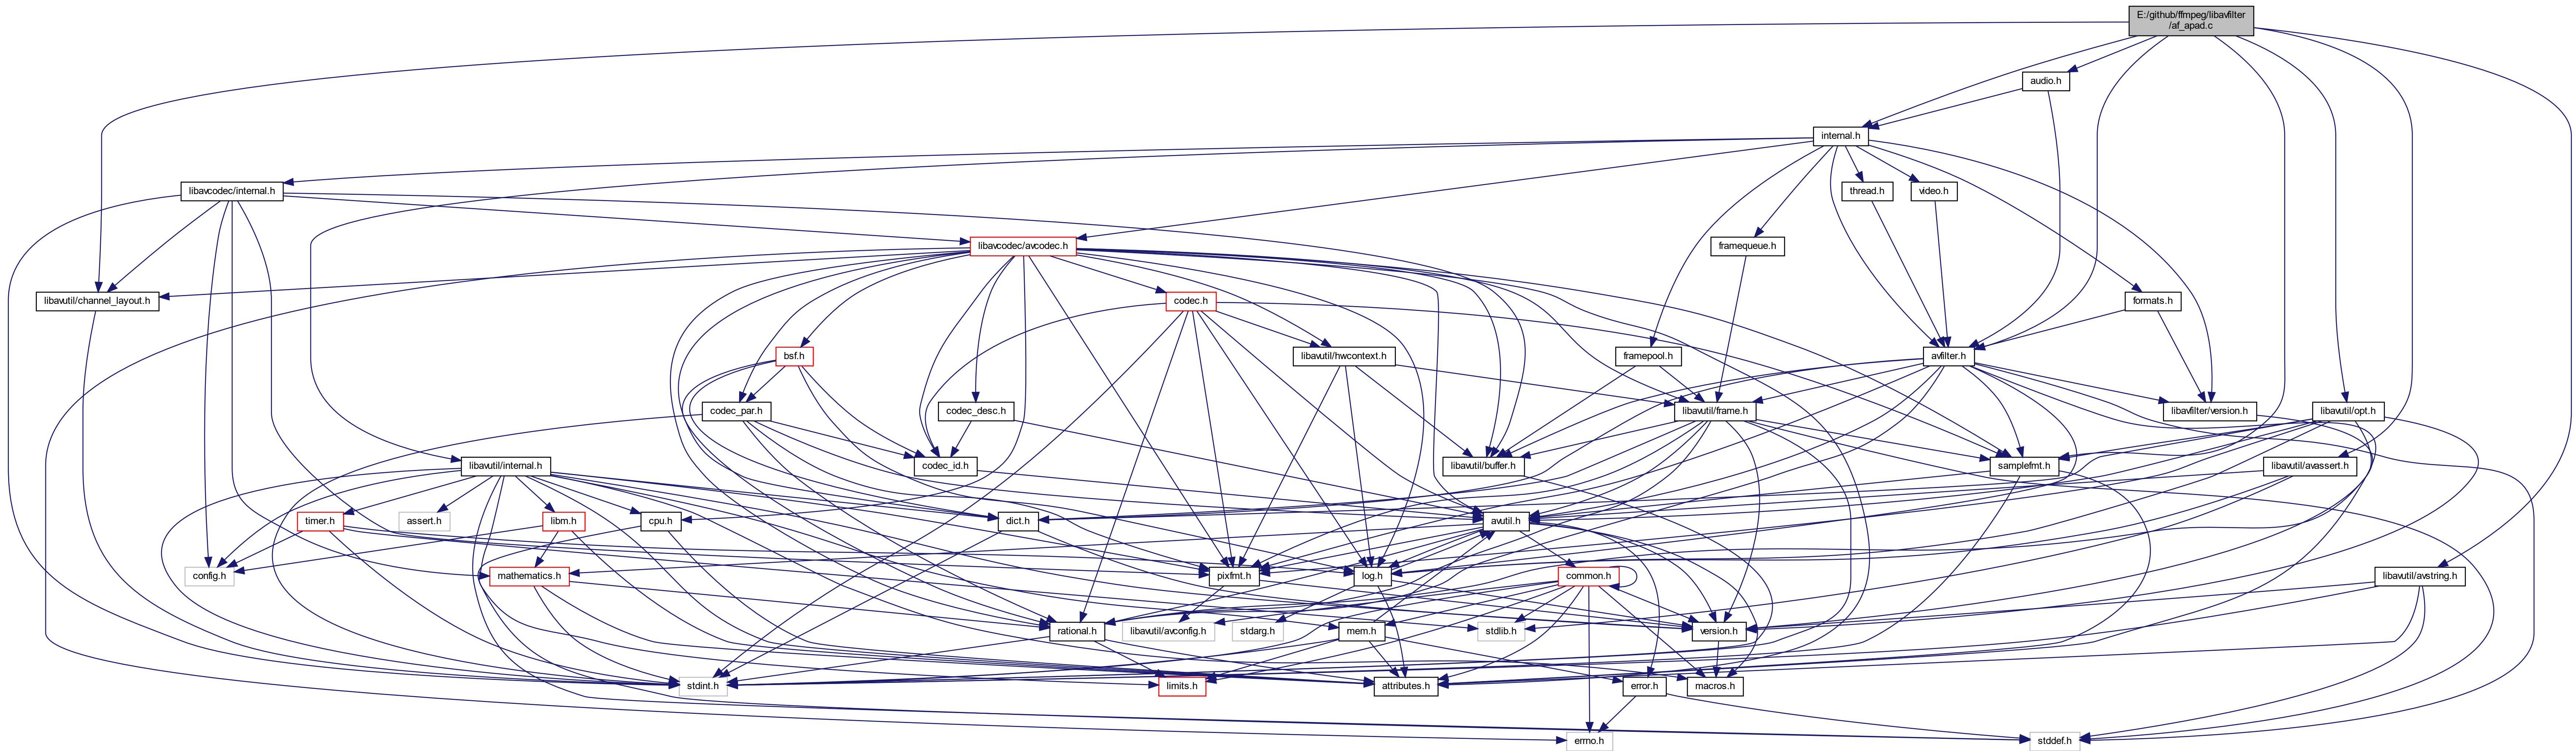 E:/github/ffmpeg/libavfilter
/af_apad.c
audio.h
internal.h
libavcodec/internal.h
thread.h
video.h
libavcodec/avcodec.h
framequeue.h
libavutil/channel_layout.h
codec.h
formats.h
bsf.h
libavutil/hwcontext.h
framepool.h
avfilter.h
codec_par.h
codec_desc.h
libavutil/frame.h
libavfilter/version.h
libavutil/opt.h
libavutil/internal.h
codec_id.h
libavutil/buffer.h
samplefmt.h
libavutil/avassert.h
timer.h
assert.h
libm.h
cpu.h
dict.h
avutil.h
config.h
mathematics.h
pixfmt.h
log.h
common.h
libavutil/avstring.h
rational.h
libavutil/avconfig.h
stdarg.h
mem.h
stdlib.h
version.h
stdint.h
limits.h
attributes.h
error.h
macros.h
errno.h
stddef.h